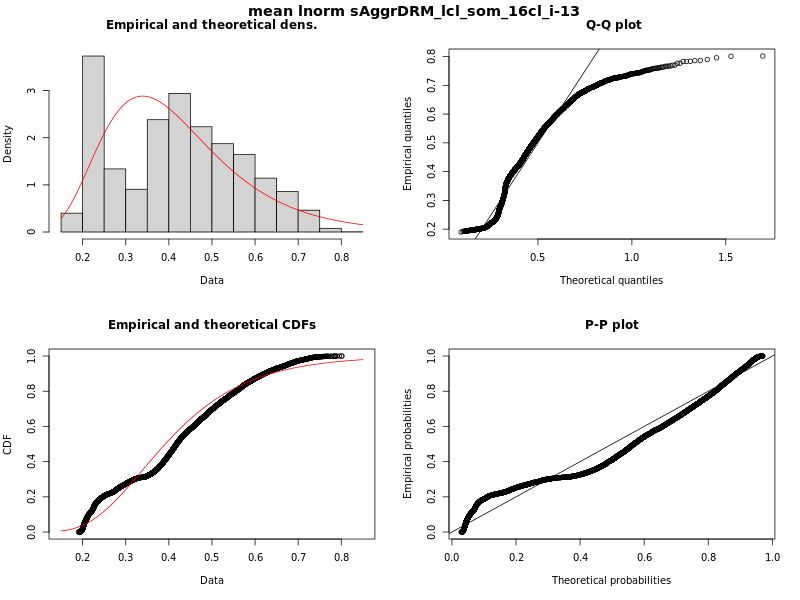 mean lnorm sAggrDRM_lcl_som_16cl_i-13
Empirical and theoretical dens.
Density
0 1 2 3
0.2 0.3 0.4 0.5 0.6 0.7 0.8
Data
Q-Q plot
Empirical quantiles
0.2 0.3 0.4 0.5 0.6 0.7 0.8
0.5 1.0 1.5
Theoretical quantiles
Empirical and theoretical CDFs
CDF
0.0 0.2 0.4 0.6 0.8 1.0
0.2 0.3 0.4 0.5 0.6 0.7 0.8
Data
P-P plot
Empirical probabilities
0.0 0.2 0.4 0.6 0.8 1.0
0.0 0.2 0.4 0.6 0.8 1.0
Theoretical probabilities